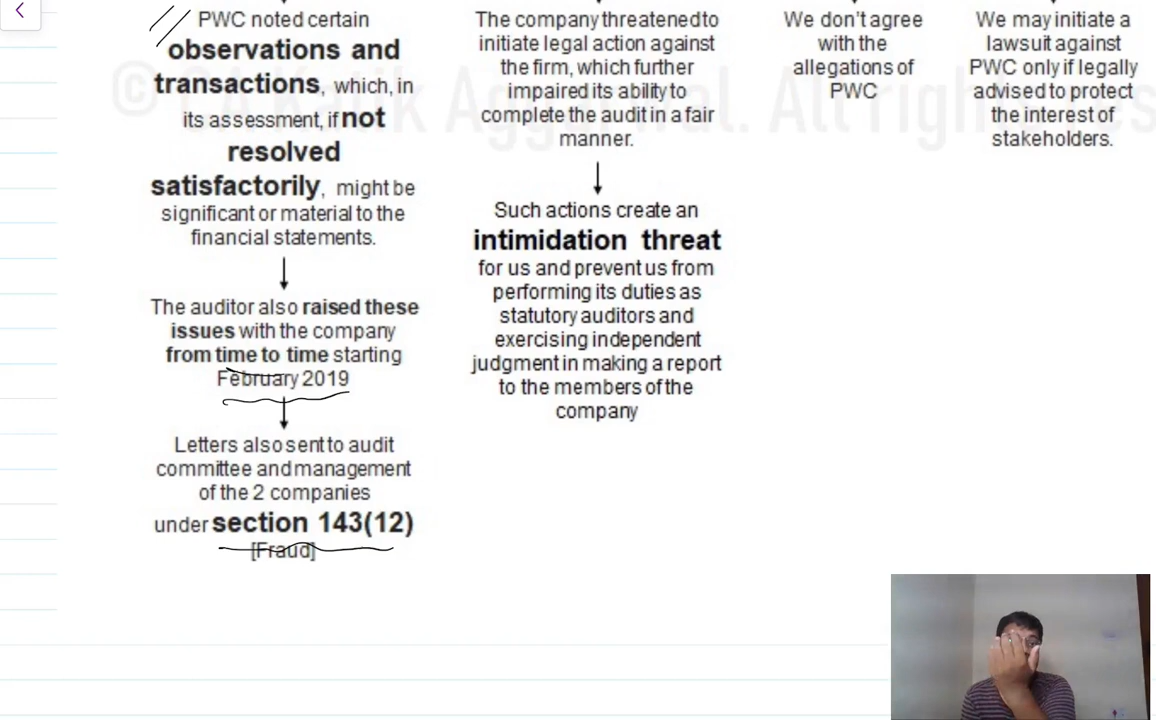 PWC noted certain
observations and
transactions, which, in
its assessment, if not
resolved
satisfactorily, might be
significant or material to the
financial statements.
The auditor also raised these
issues with the company
from time to time starting
February 2019
Letters also sent to audit
committee and management
of the 2 companies
under section 143(12)
[Fraud]
The company threatened to
initiate legal action against
the firm, which further
impaired its ability to
complete the audit in a fair
manner.
Such actions create an
intimidation threat
for us and prevent us from
performing its duties as
statutory auditors and
exercising independent
judgment in making a report
to the members of the
company
We don't agree
with the
allegations of
PWC
We may initiate a
lawsuit against
PWC only if legally
advised to protect
the interest of
stakeholders.
© CA Aggarwal. All rights